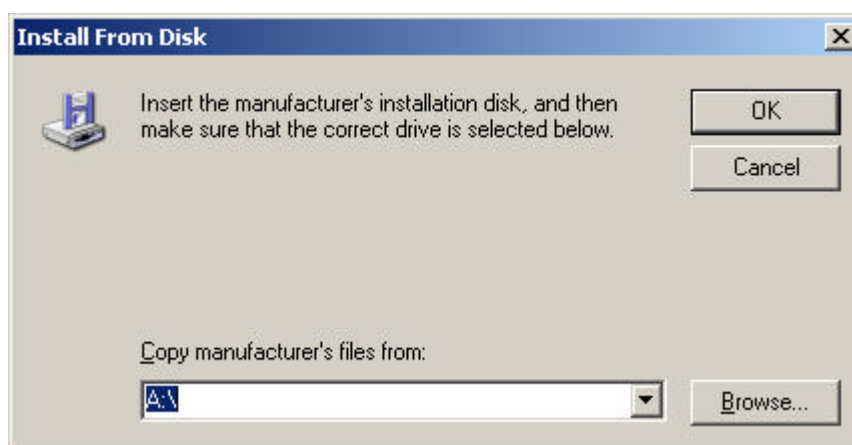 Install From Disk
Insert the manufacturer's installation disk, and then
make sure that the correct drive is selected below.
OK
Cancel
Copy manufacturer's files from:
A:\
Browse...